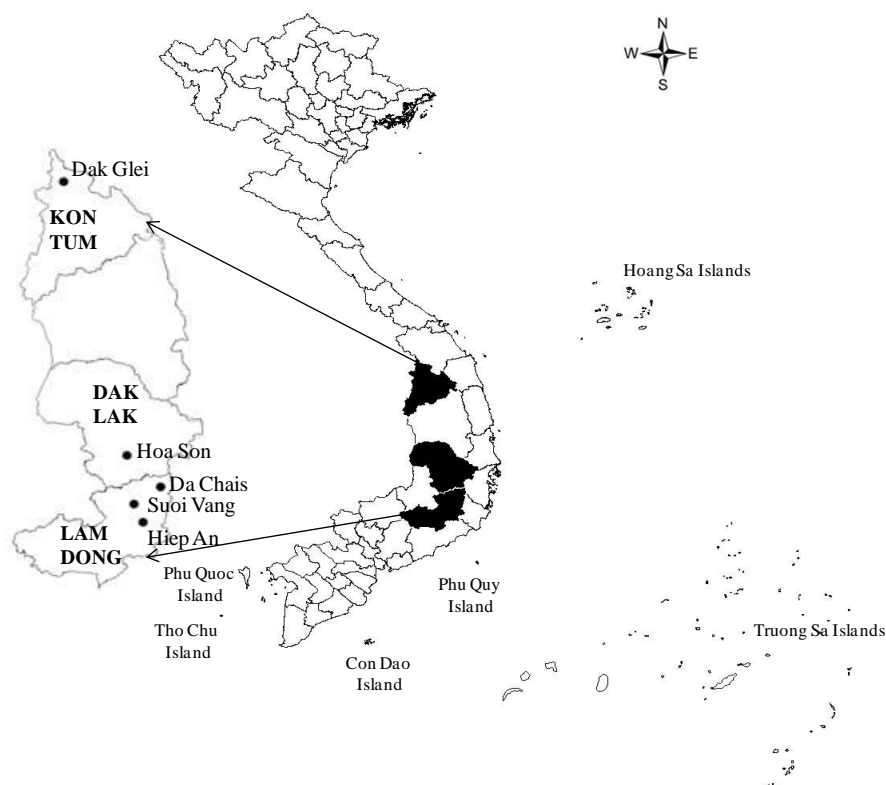 N
W E
S
Dak Glei
KON
TUM
Hoang Sa Islands
DAK
LAK
Hoa Son
Da Chais
Suoi Vang
LAM
DONG
Hiep An
Phu Quoc
Island
Phu Quy
Island
Tho Chu
Island
Truong Sa Islands
Con Dao
Island